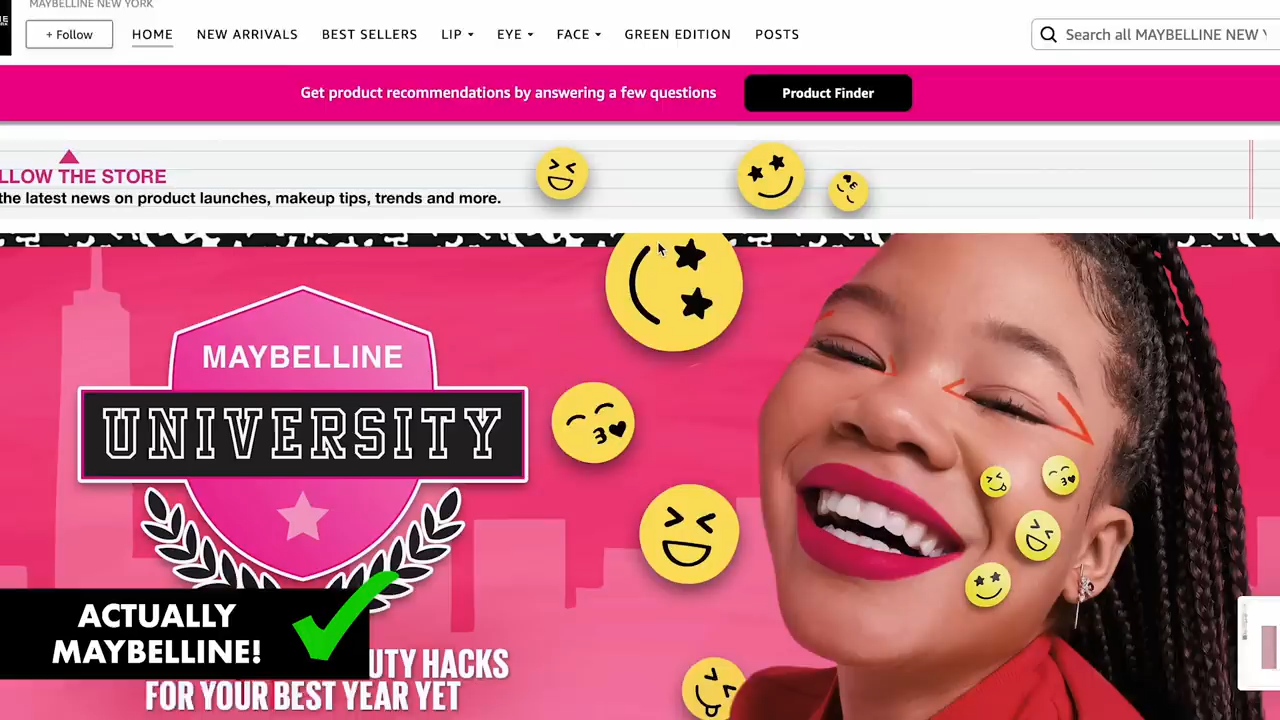 MAYBELLINE NEW YORK
+ Follow
HOME
NEW ARRIVALS
BEST SELLERS
LIP
EYE
FACE
GREEN EDITION
POSTS
Search all MAYBELLINE NEW
Get product recommendations by answering a few questions
Product Finder
LLOW THE STORE
the latest news on product launches, makeup tips, trends and more.
MAYBELLINE
UNIVERSITY
ACTUALLY
MAYBELLINE!
UTY HACKS
FOR YOUR BEST YEAR YET